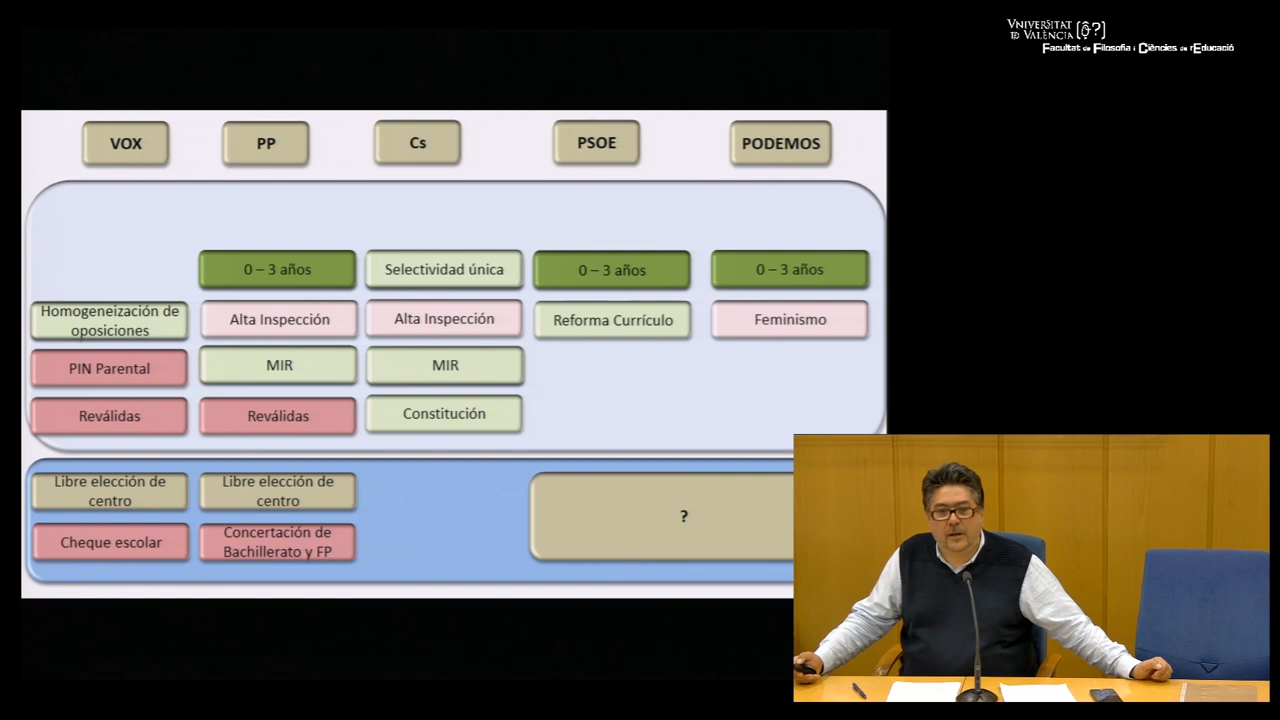 VNIVERSITAT
ID VALÈNCIA
Facultat de Filosofia i Ciències de l'Educació
VOX
PP
Cs
PSOE
PODEMOS
0 – 3 años
Selectividad única
0 – 3 años
0 – 3 años
Homogeneización de
oposiciones
Alta Inspección
Alta Inspección
Reforma Currículo
Feminismo
PIN Parental
MIR
MIR
Reválidas
Reválidas
Constitución
Libre elección de
centro
Libre elección de
centro
?
Cheque escolar
Concertación de
Bachillerato y FP